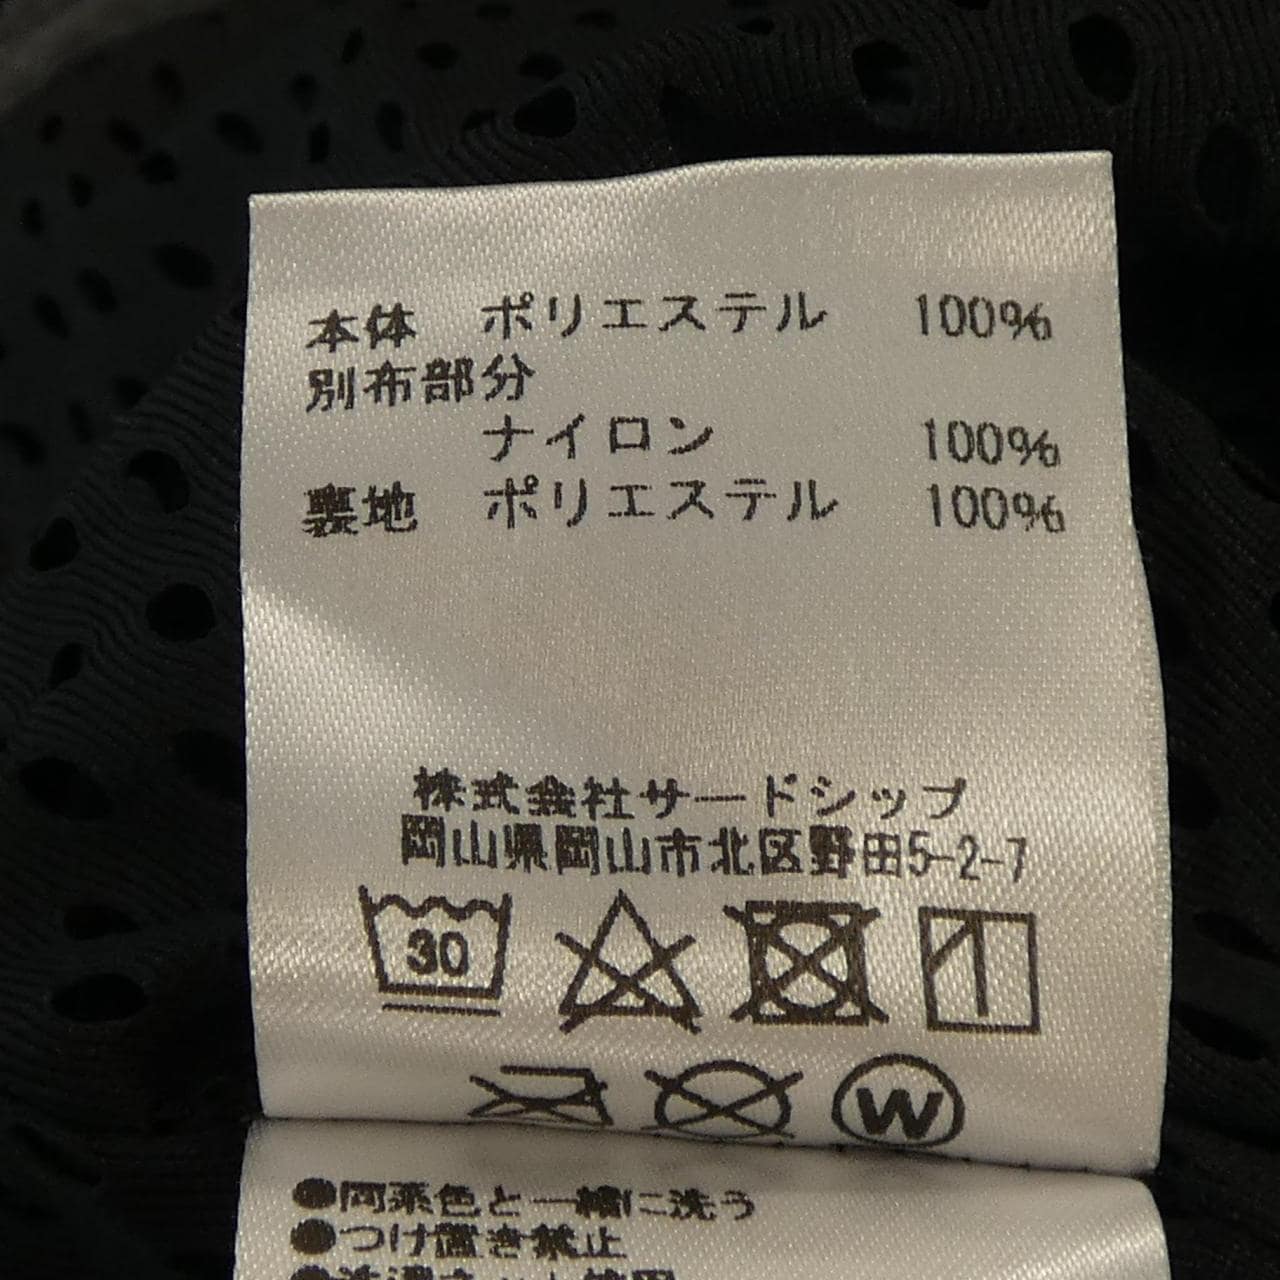 本体 ポリエステル 100%
別布部分
ナイロン 100%
裏地 ポリエステル 100%
株式会社サードシップ
岡山県岡山市北区野田5-2-7
30
W
●同系色と一緒に洗う
●つけ置き禁止